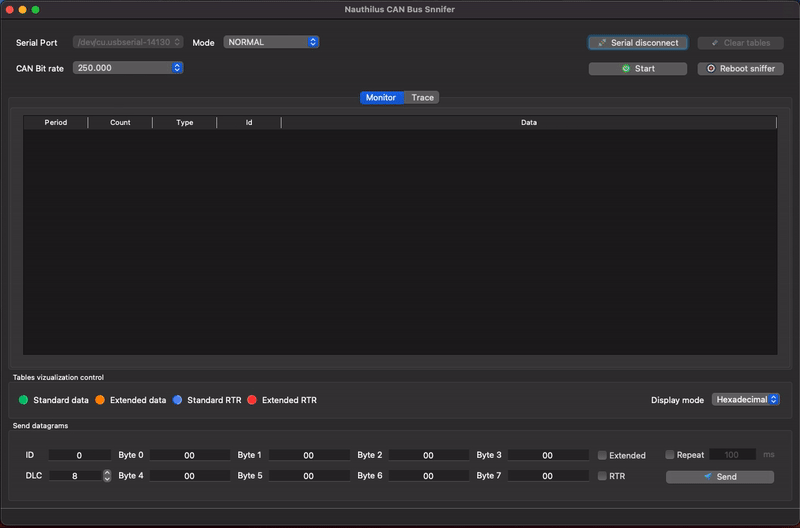 Nauthilus CAN Bus Snnifer
Serial Port /dev/cu.usbserial-14130 Mode NORMAL Serial disconnect Clear tables
CAN Bit rate 250.000 Start Reboot sniffer
Monitor Trace
Period Count Type Id Data
Tables vizualization control
Standard data Extended data Standard RTR Extended RTR Display mode Hexadecimal
Send datagrams
ID 0 Byte 0 00 Byte 1 00 Byte 2 00 Byte 3 00 Extended Repeat 100 ms
DLC 8 Byte 4 00 Byte 5 00 Byte 6 00 Byte 7 00 RTR Send